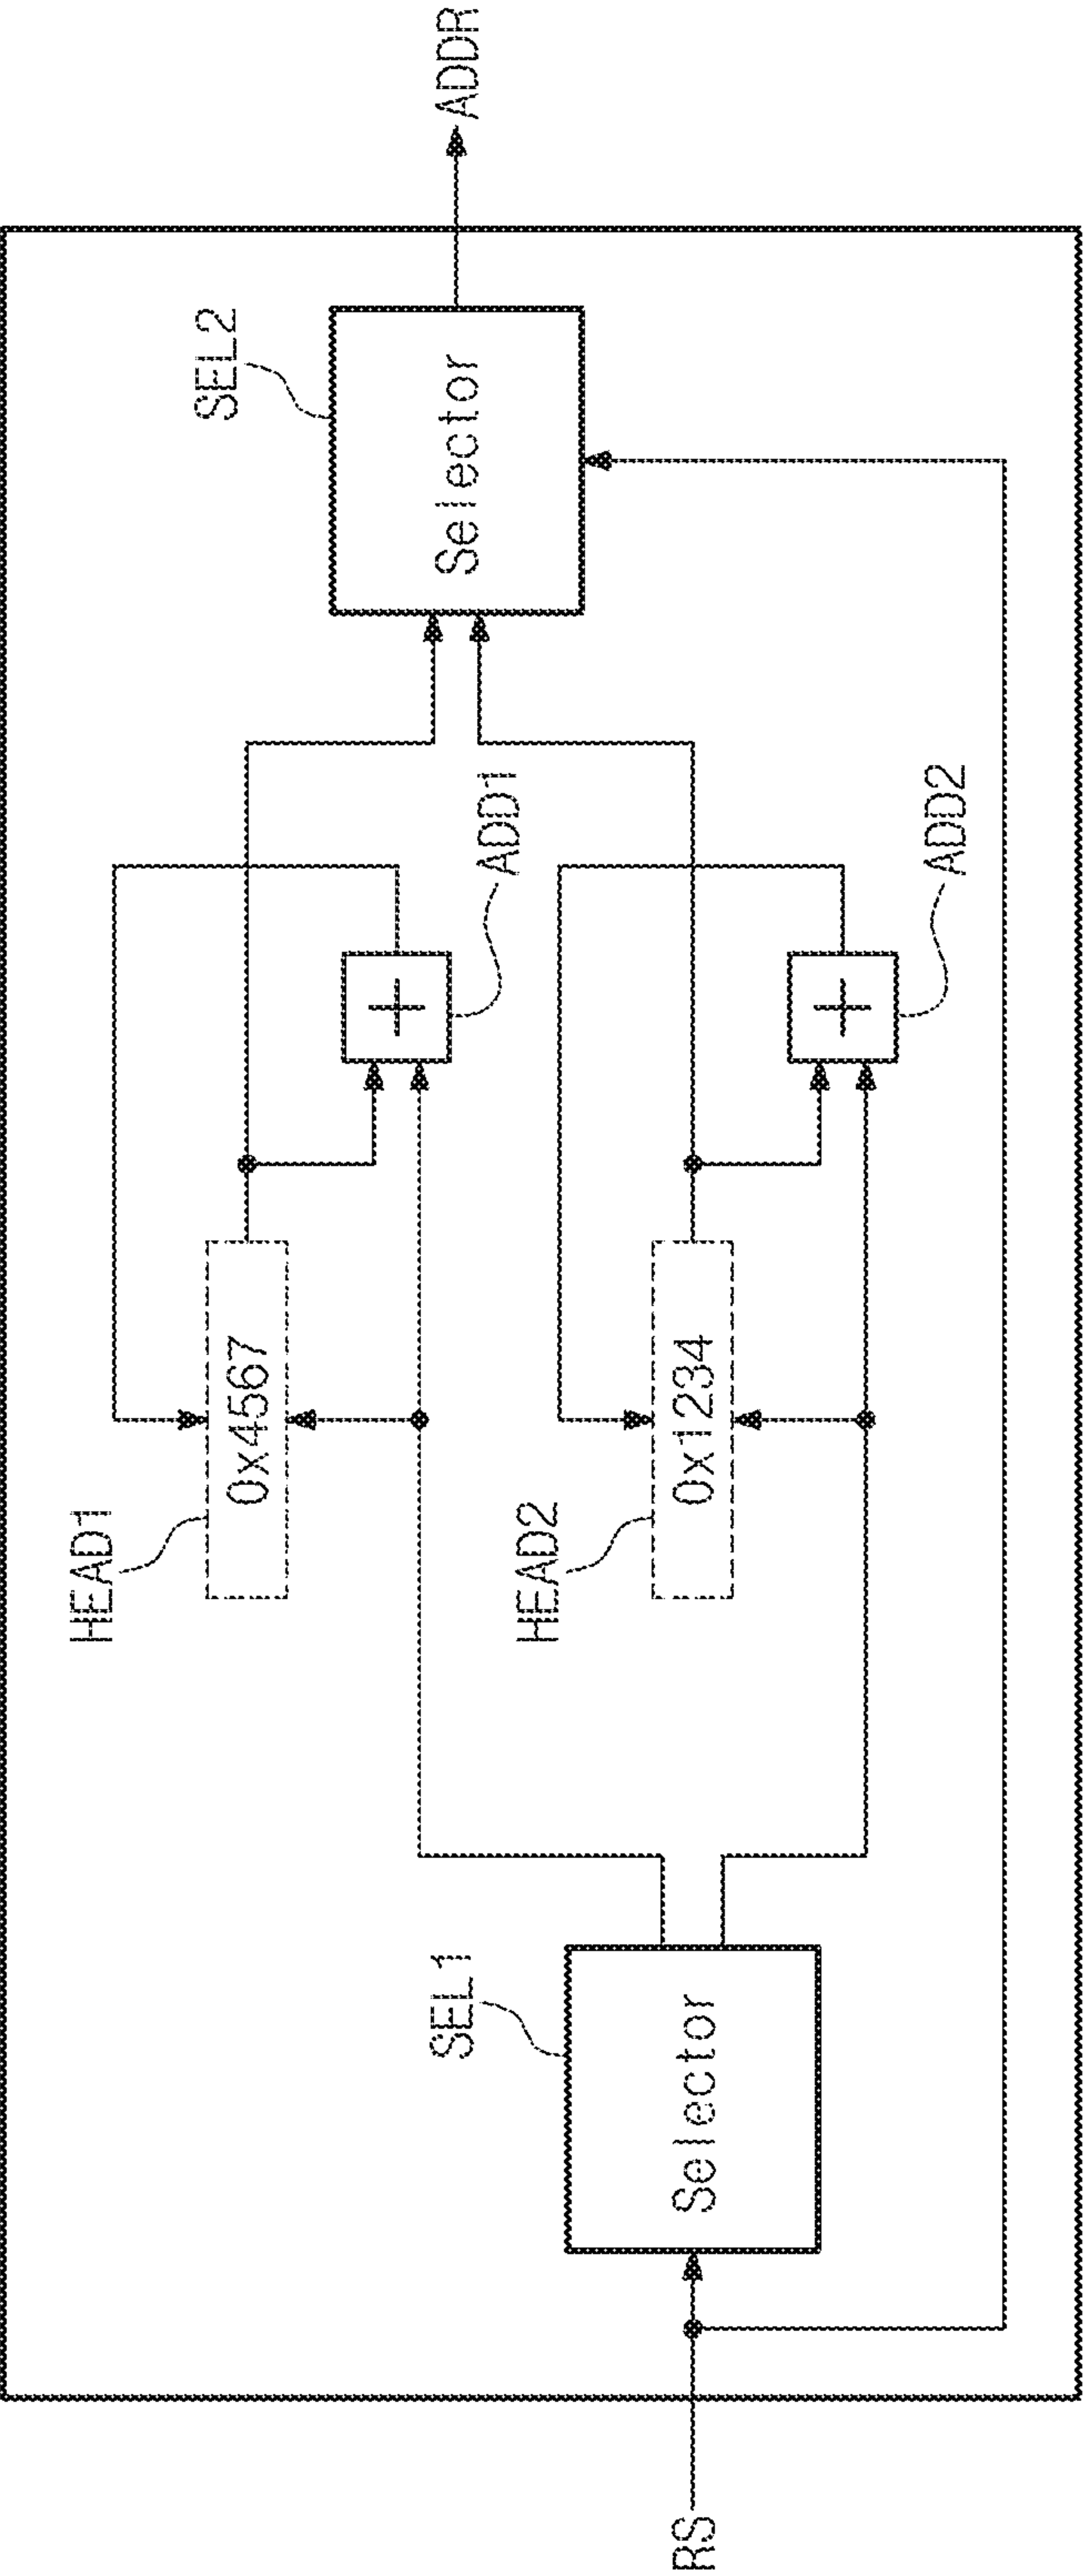 HEAD1
0x4567
SEL2
Selector
ADDR
ADD1
SEL1
Selector
RS
HEAD2
0x1234
ADD2